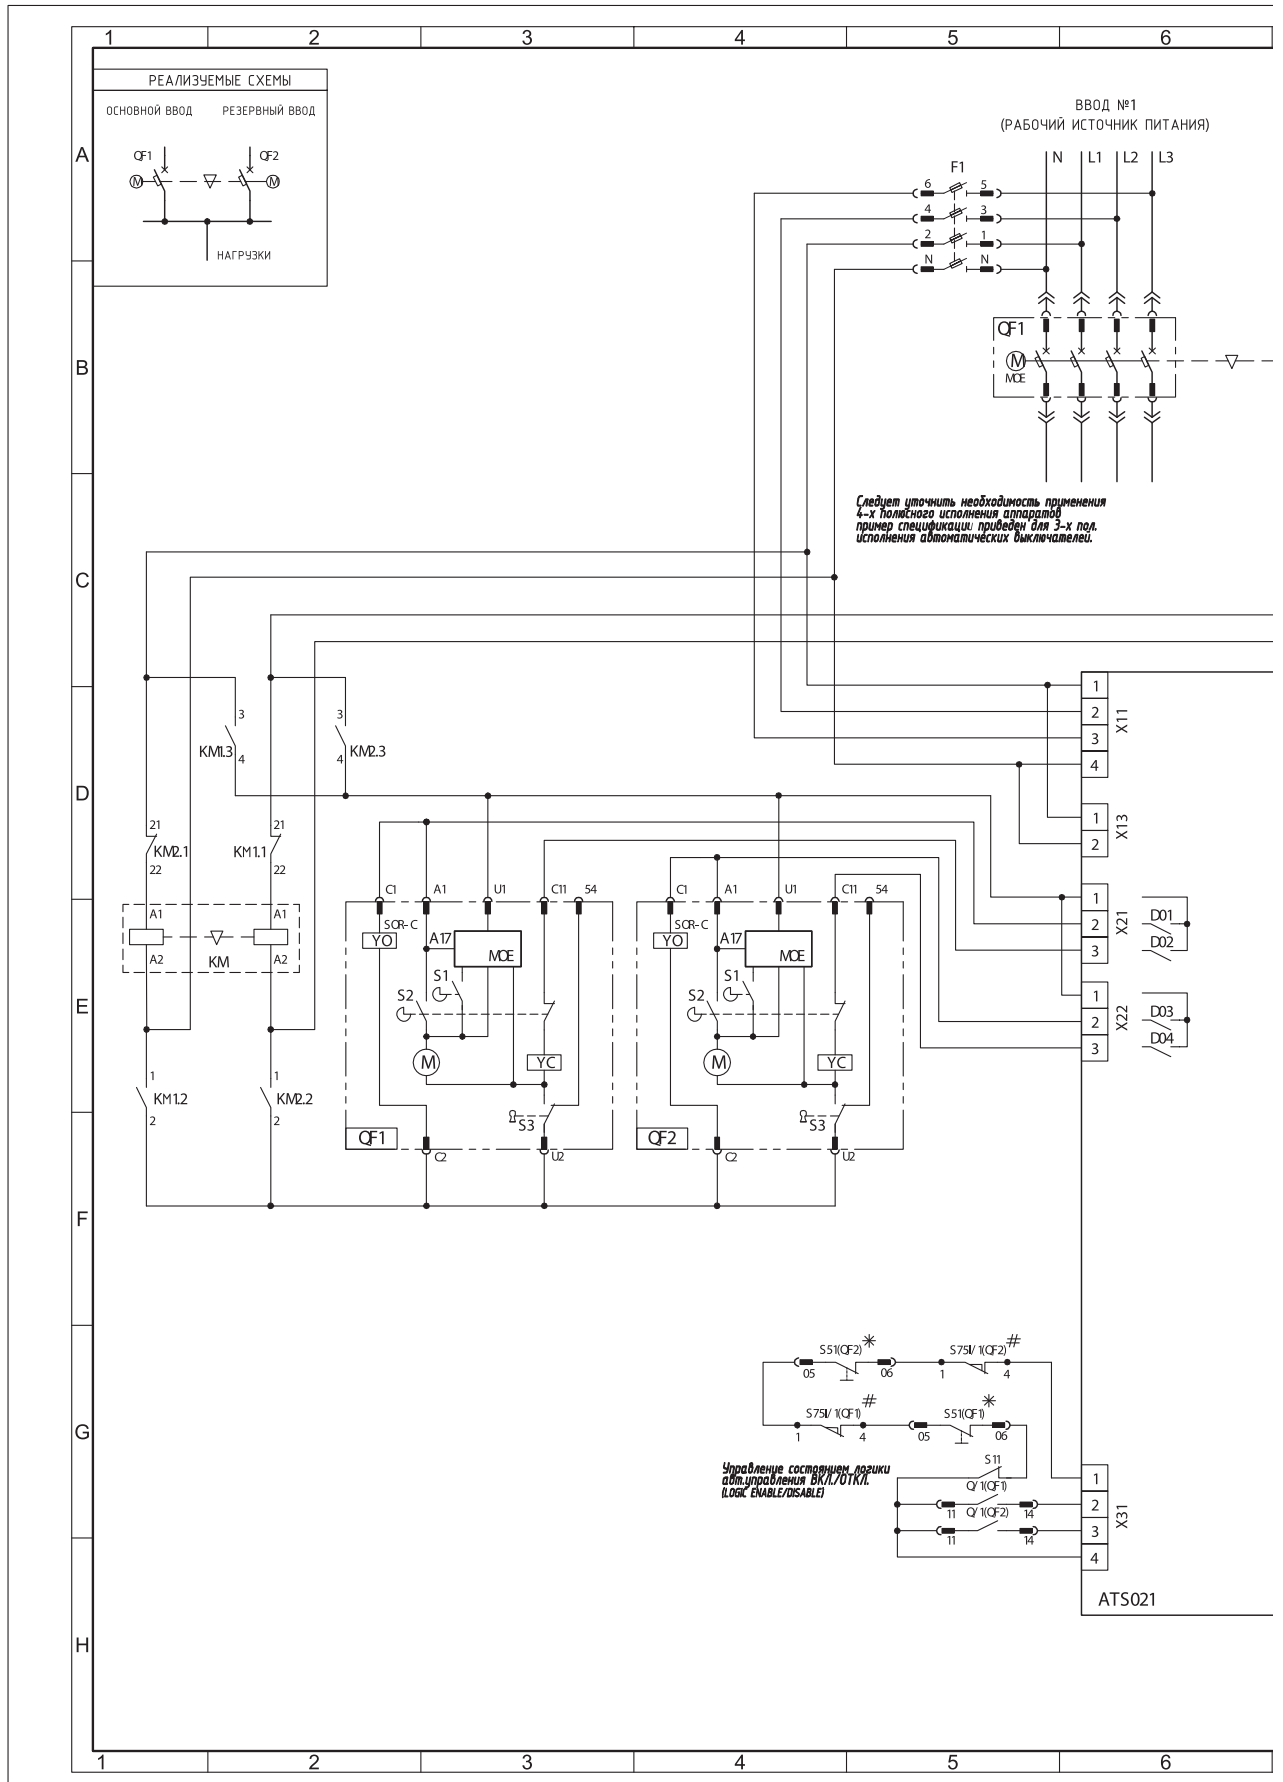 1 2 3 4 5 6
РЕАЛИЗУЕМЫЕ СХЕМЫ
ОСНОВНОЙ ВВОД РЕЗЕРВНЫЙ ВВОД
QF1 QF2
M M
НАГРУЗКИ
A
B
C
D
E
F
G
H
ВВОД №1
(РАБОЧИЙ ИСТОЧНИК ПИТАНИЯ)
N L1 L2 L3
F1
6 5
4 3
2 1
N N
QF1
M
MOE
Следует уточнить необходимость применения
4-х полюсного исполнения аппаратов
пример спецификации приведен для 3-х пол.
исполнения автоматических выключателей.
3 3
KM1.3 KM2.3
4 4
21 21
KM2.1 KM1.1
22 22
A1 A1
KM
A2 A2
1 1
KM1.2 KM2.2
2 2
C1 A1 U1 C11 54
SOR-C
YO A17 MOE
S1
S2
M YC
S3
QF1
C2 U2
C1 A1 U1 C11 54
SOR-C
YO A17 MOE
S1
S2
M YC
S3
QF2
C2 U2
1
2
3
4
X11
1
2
X13
1
2
3
X21
D01
D02
1
2
3
X22
D03
D04
S51(QF2) * S75I/1(QF2) #
05 06 1 4
S75I/1(QF1) # S51(QF1) *
1 4 05 06
Управление состоянием логики
авт.управления ВКЛ./ОТКЛ.
(LOGIC ENABLE/DISABLE)
S11
Q/1(QF1)
11 14
Q/1(QF2)
11 14
1
2
3
4
X31
ATS021
1 2 3 4 5 6